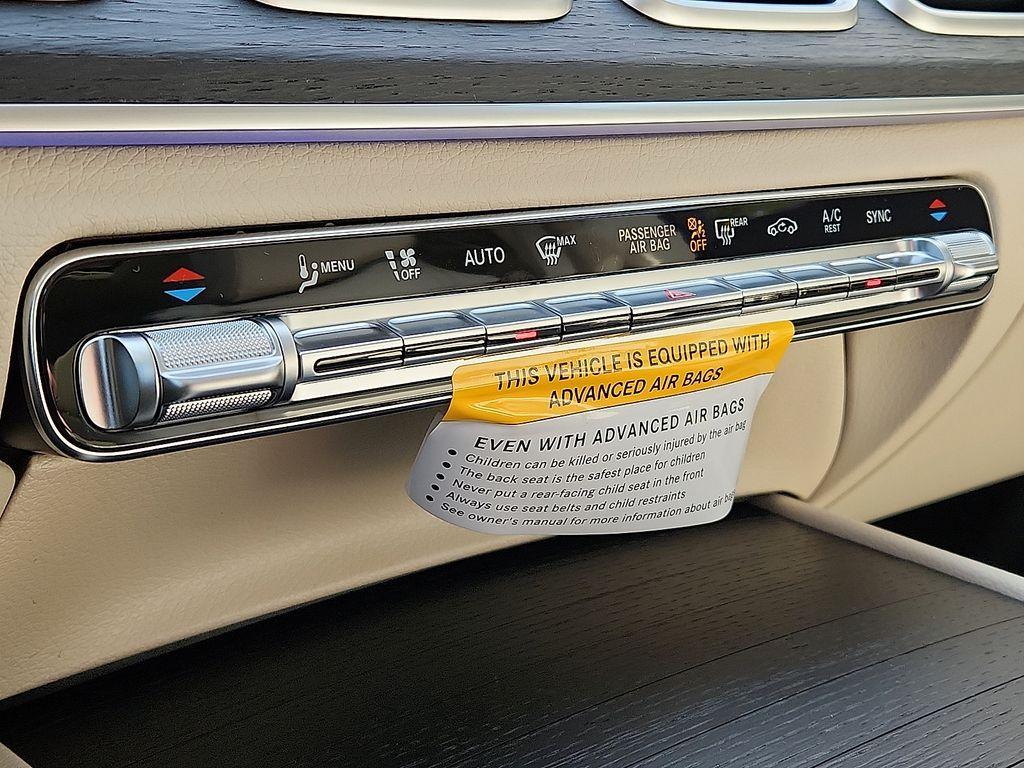 MENU
OFF
AUTO
MAX
PASSENGER
AIR BAG
2
OFF
REAR
A/C
REST
SYNC
THIS VEHICLE IS EQUIPPED WITH
ADVANCED AIR BAGS
EVEN WITH ADVANCED AIR BAGS
• Children can be killed or seriously injured by the air bag
• The back seat is the safest place for children
• Never put a rear-facing child seat in the front
• Always use seat belts and child restraints
• See owner's manual for more information about air bags